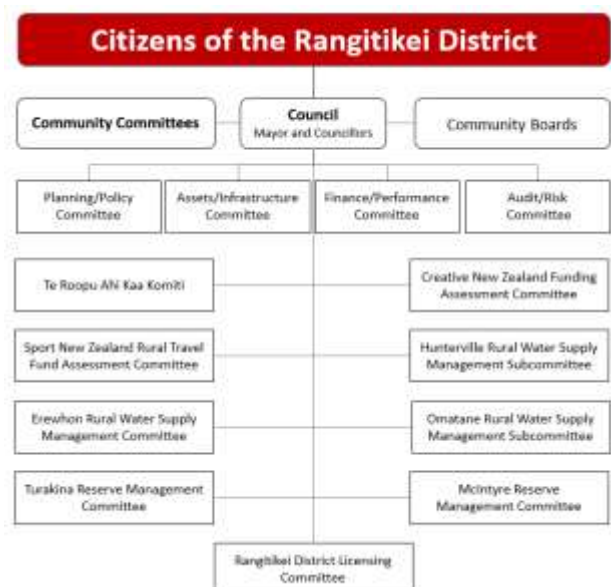 Citizens of the Rangitikei District
Community Committees
Council
Mayor and Councillors
Community Boards
Planning/Policy
Committee
Assets/Infrastructure
Committee
Finance/Performance
Committee
Audit/Risk
Committee
Te Roopu Ahi Kaa Komiti
Creative New Zealand Funding
Assessment Committee
Sport New Zealand Rural Travel
Fund Assessment Committee
Hunterville Rural Water Supply
Management Subcommittee
Erewhon Rural Water Supply
Management Committee
Omatane Rural Water Supply
Management Subcommittee
Turakina Reserve Management
Committee
McIntyre Reserve
Management Committee
Rangitikei District Licensing
Committee